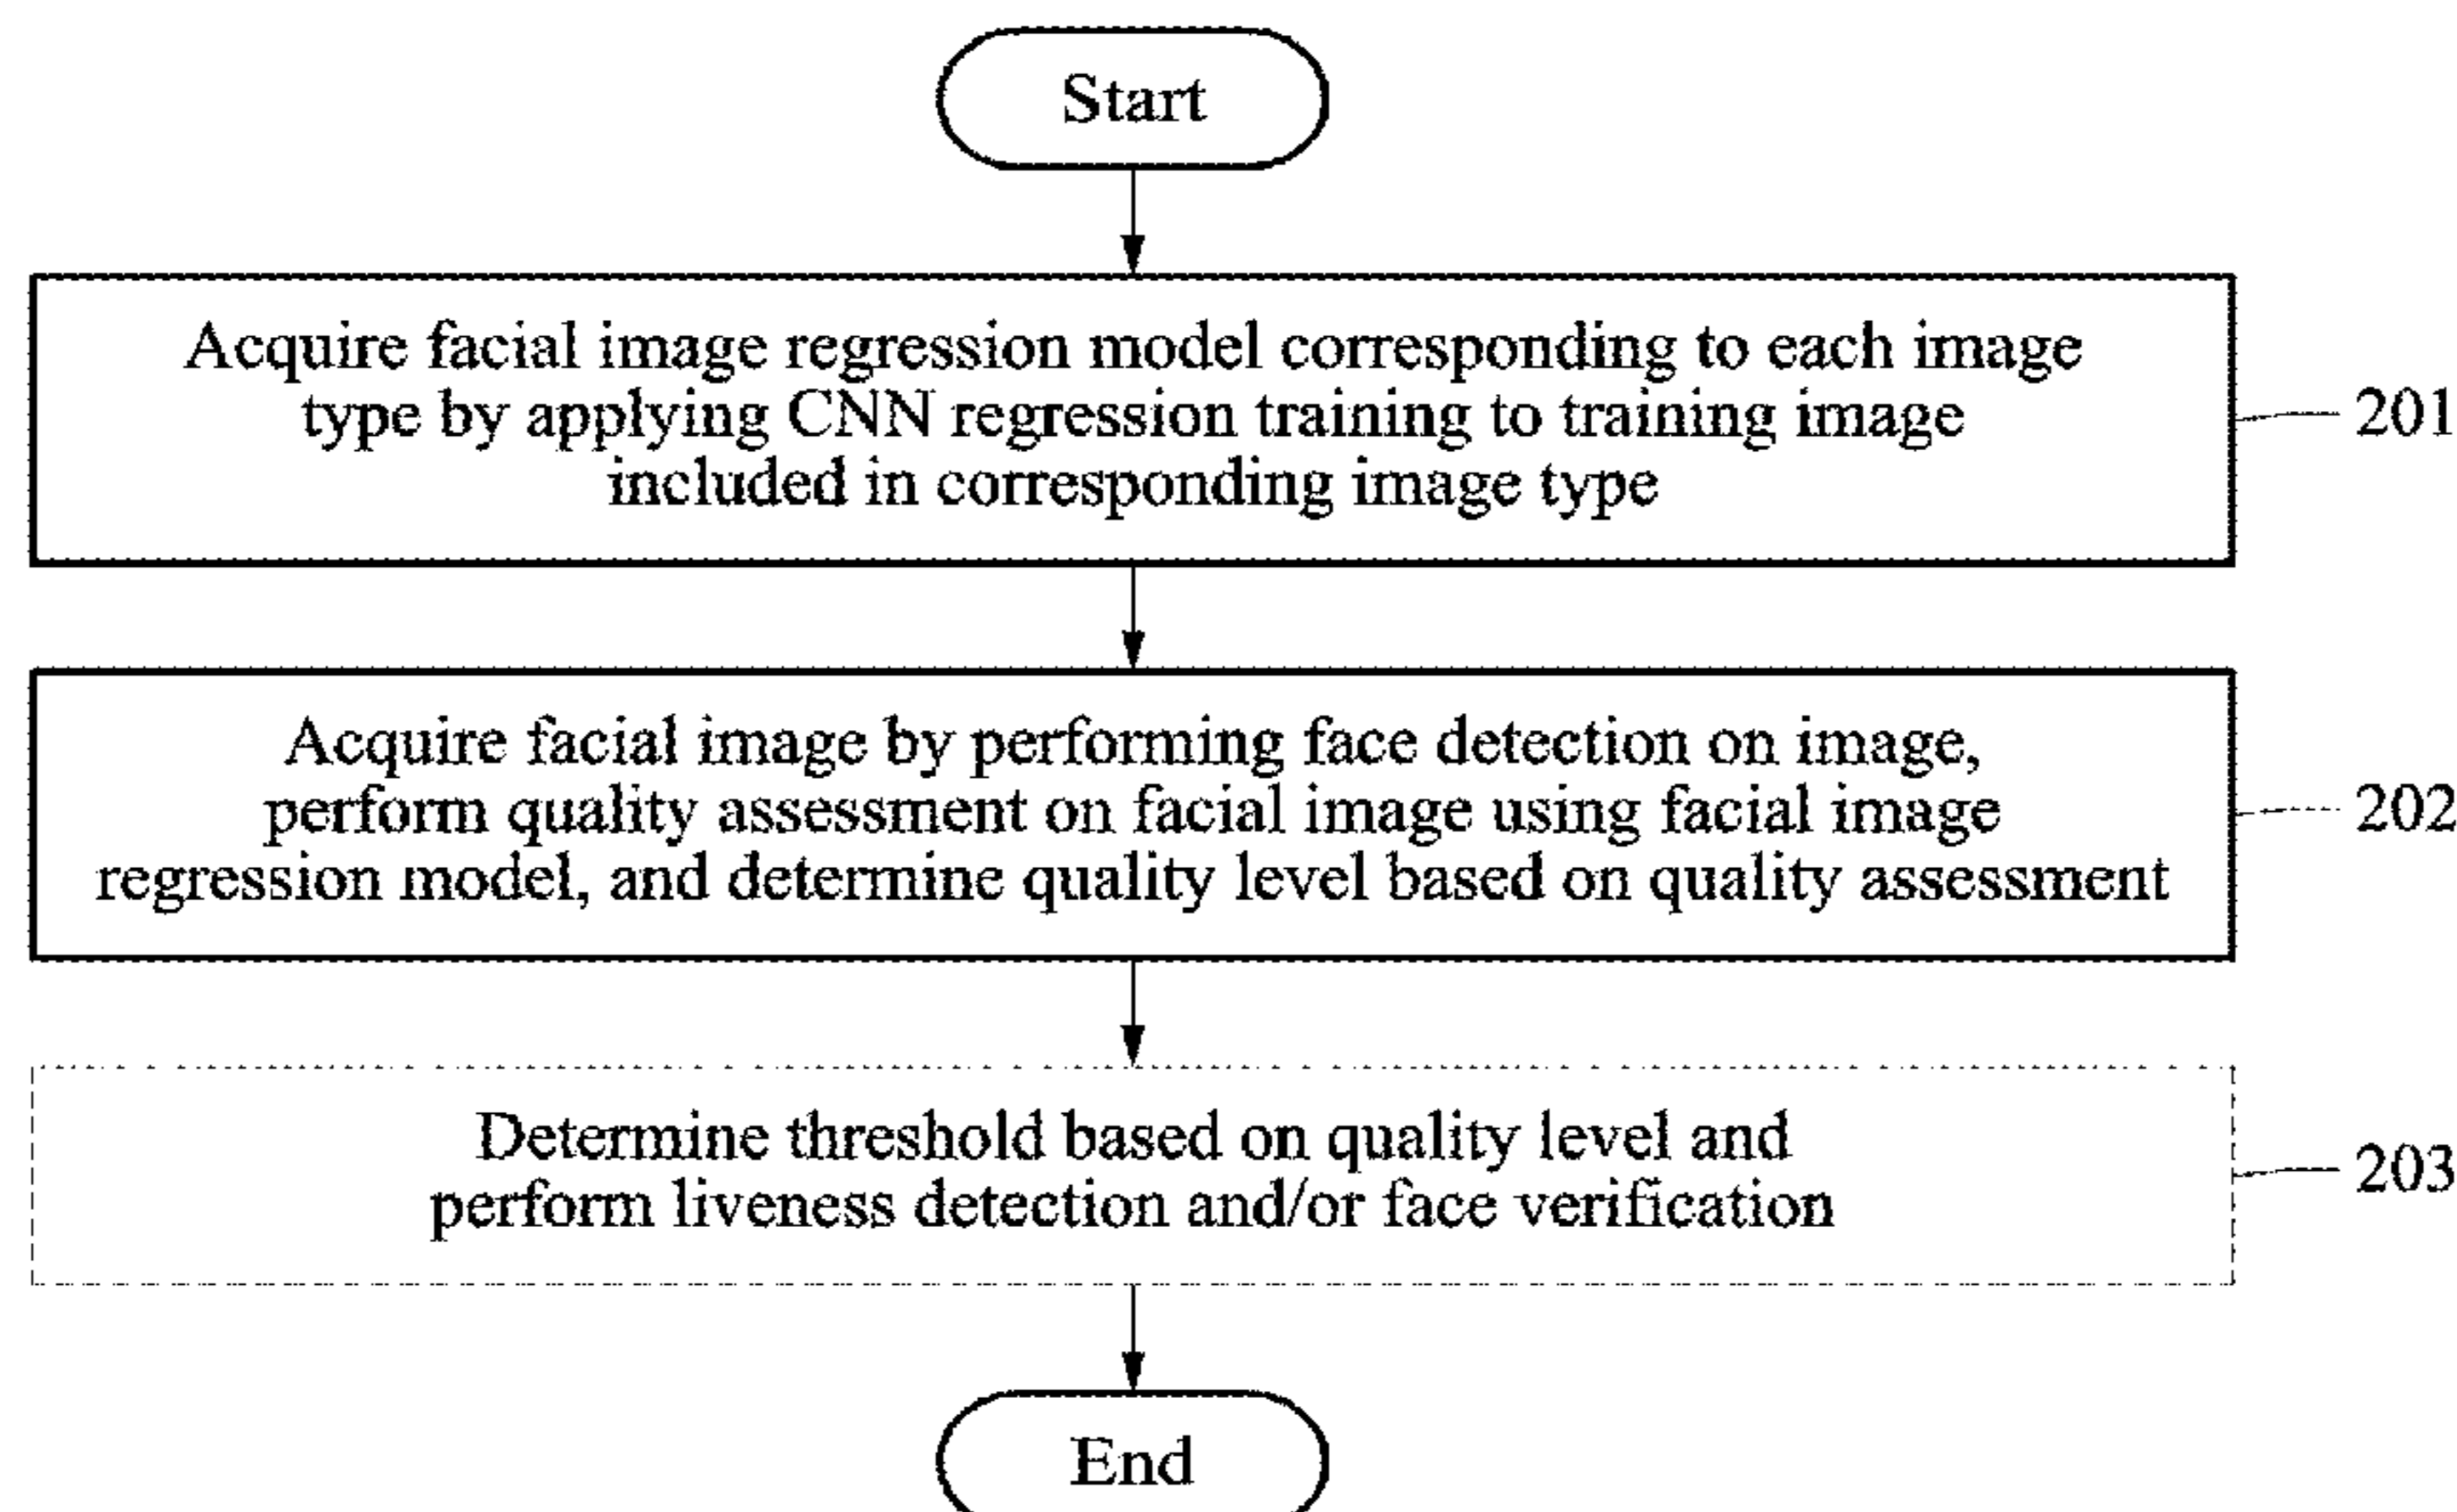 Start
Acquire facial image regression model corresponding to each image
type by applying CNN regression training to training image
included in corresponding image type
201
Acquire facial image by performing face detection on image,
perform quality assessment on facial image using facial image
regression model, and determine quality level based on quality assessment
202
Determine threshold based on quality level and
perform liveness detection and/or face verification
203
End